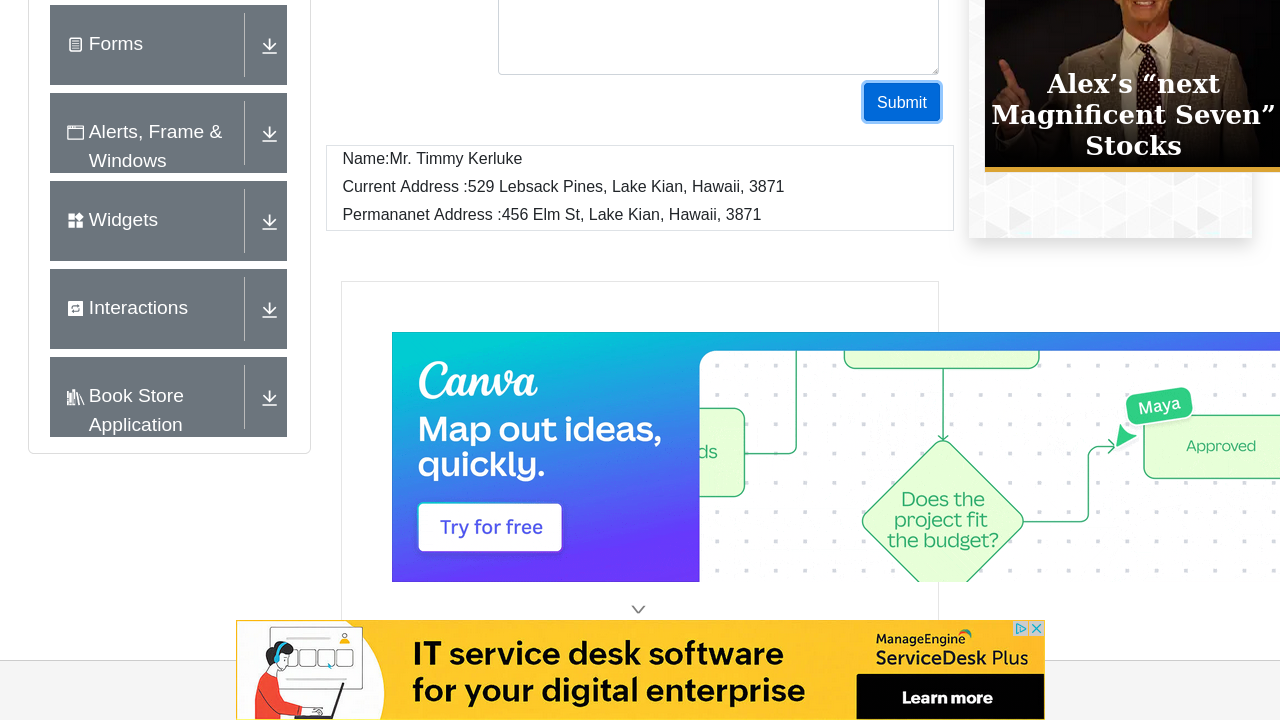 Forms
Alerts, Frame &
Windows
Widgets
Interactions
Book Store
Application
Submit
Name:Mr. Timmy Kerluke
Current Address :529 Lebsack Pines, Lake Kian, Hawaii, 3871
Permananet Address :456 Elm St, Lake Kian, Hawaii, 3871
Alex’s “next
Magnificent Seven”
Stocks
Canva
Map out ideas,
quickly.
Try for free
ds
Does the
project fit
the budget?
Maya
Approved
IT service desk software
for your digital enterprise
ManageEngine
ServiceDesk Plus
Learn more